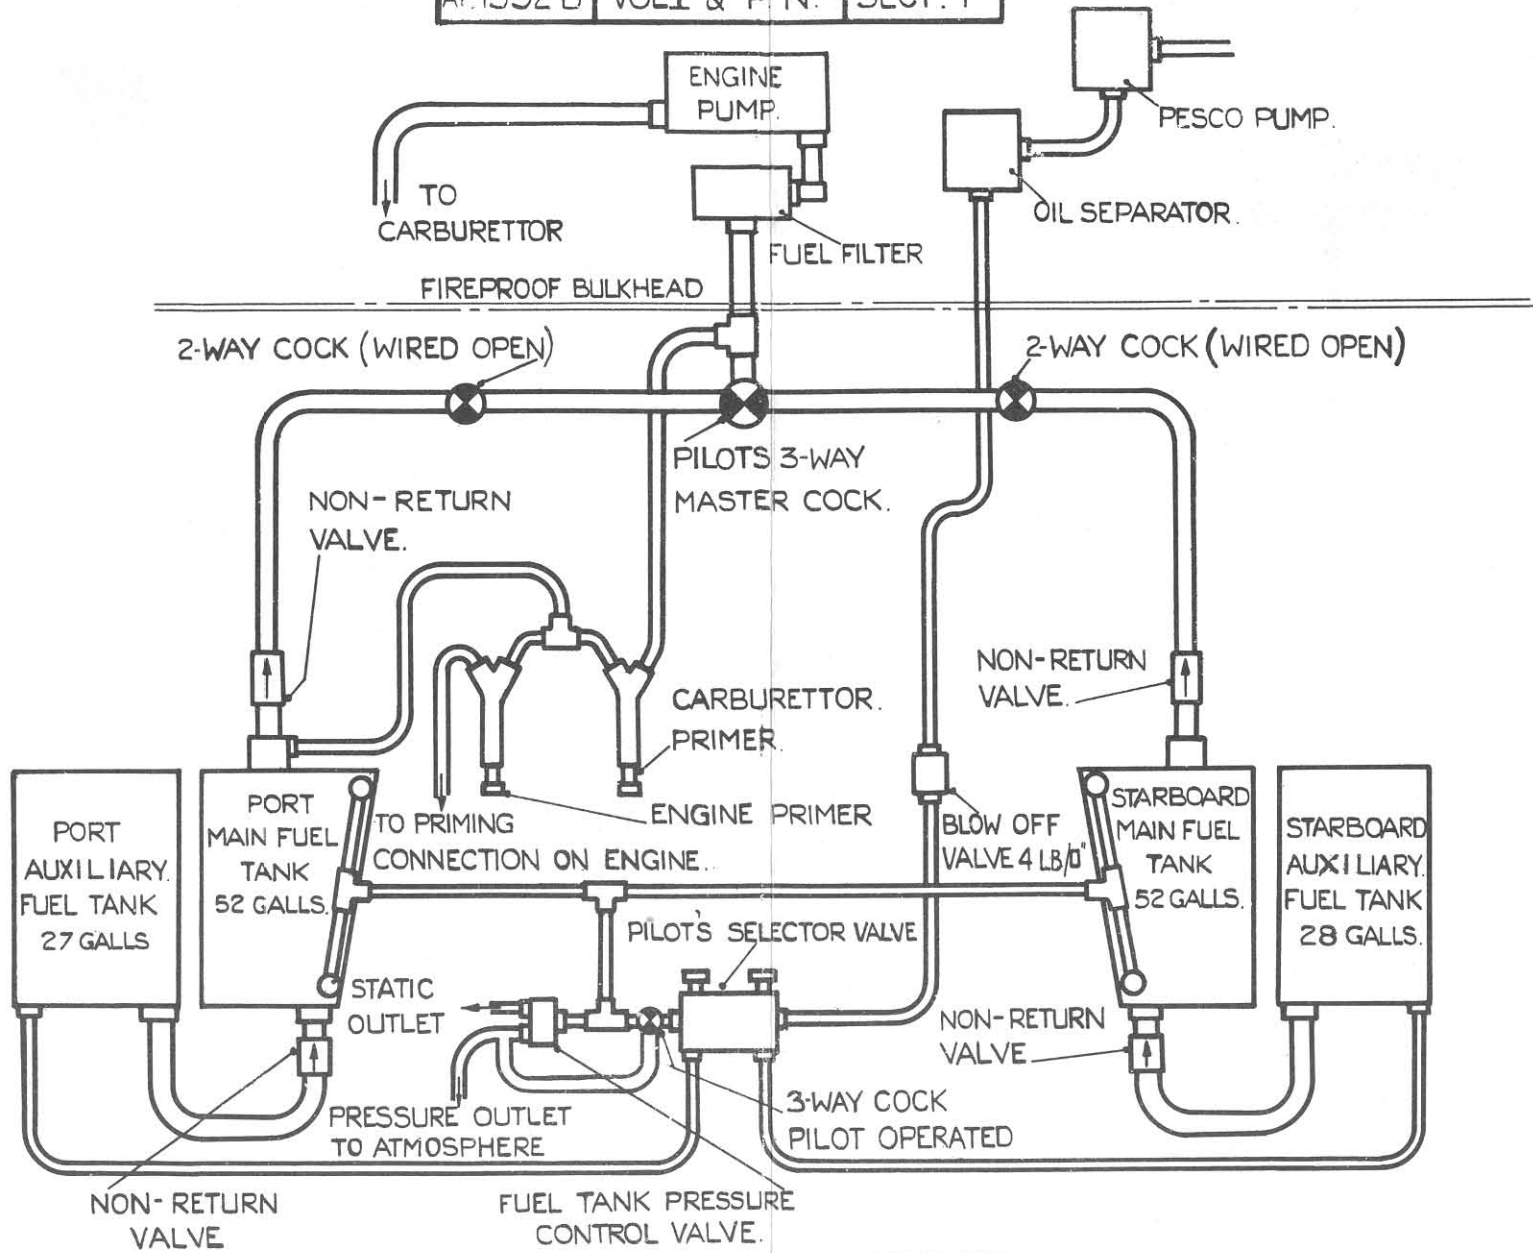 VOL.1 & P. N.
SECT. 4
ENGINE
PUMP.
PESCO PUMP.
TO
CARBURETTOR
OIL SEPARATOR.
FUEL FILTER
FIREPROOF BULKHEAD
2-WAY COCK (WIRED OPEN)
2-WAY COCK (WIRED OPEN)
PILOTS 3-WAY
MASTER COCK.
NON-RETURN
VALVE.
NON-RETURN
VALVE.
CARBURETTOR.
PRIMER.
ENGINE PRIMER
TO PRIMING
CONNECTION ON ENGINE.
BLOW OFF
VALVE 4 LB/□"
PORT
AUXILIARY.
FUEL TANK
27 GALLS
PORT
MAIN FUEL
TANK
52 GALLS.
STARBOARD
MAIN FUEL
TANK
52 GALLS.
STARBOARD
AUXILIARY.
FUEL TANK
28 GALLS.
PILOT'S SELECTOR VALVE
STATIC
OUTLET
NON-RETURN
VALVE
PRESSURE OUTLET
TO ATMOSPHERE
3-WAY COCK
PILOT OPERATED
NON-RETURN
VALVE
FUEL TANK PRESSURE
CONTROL VALVE.